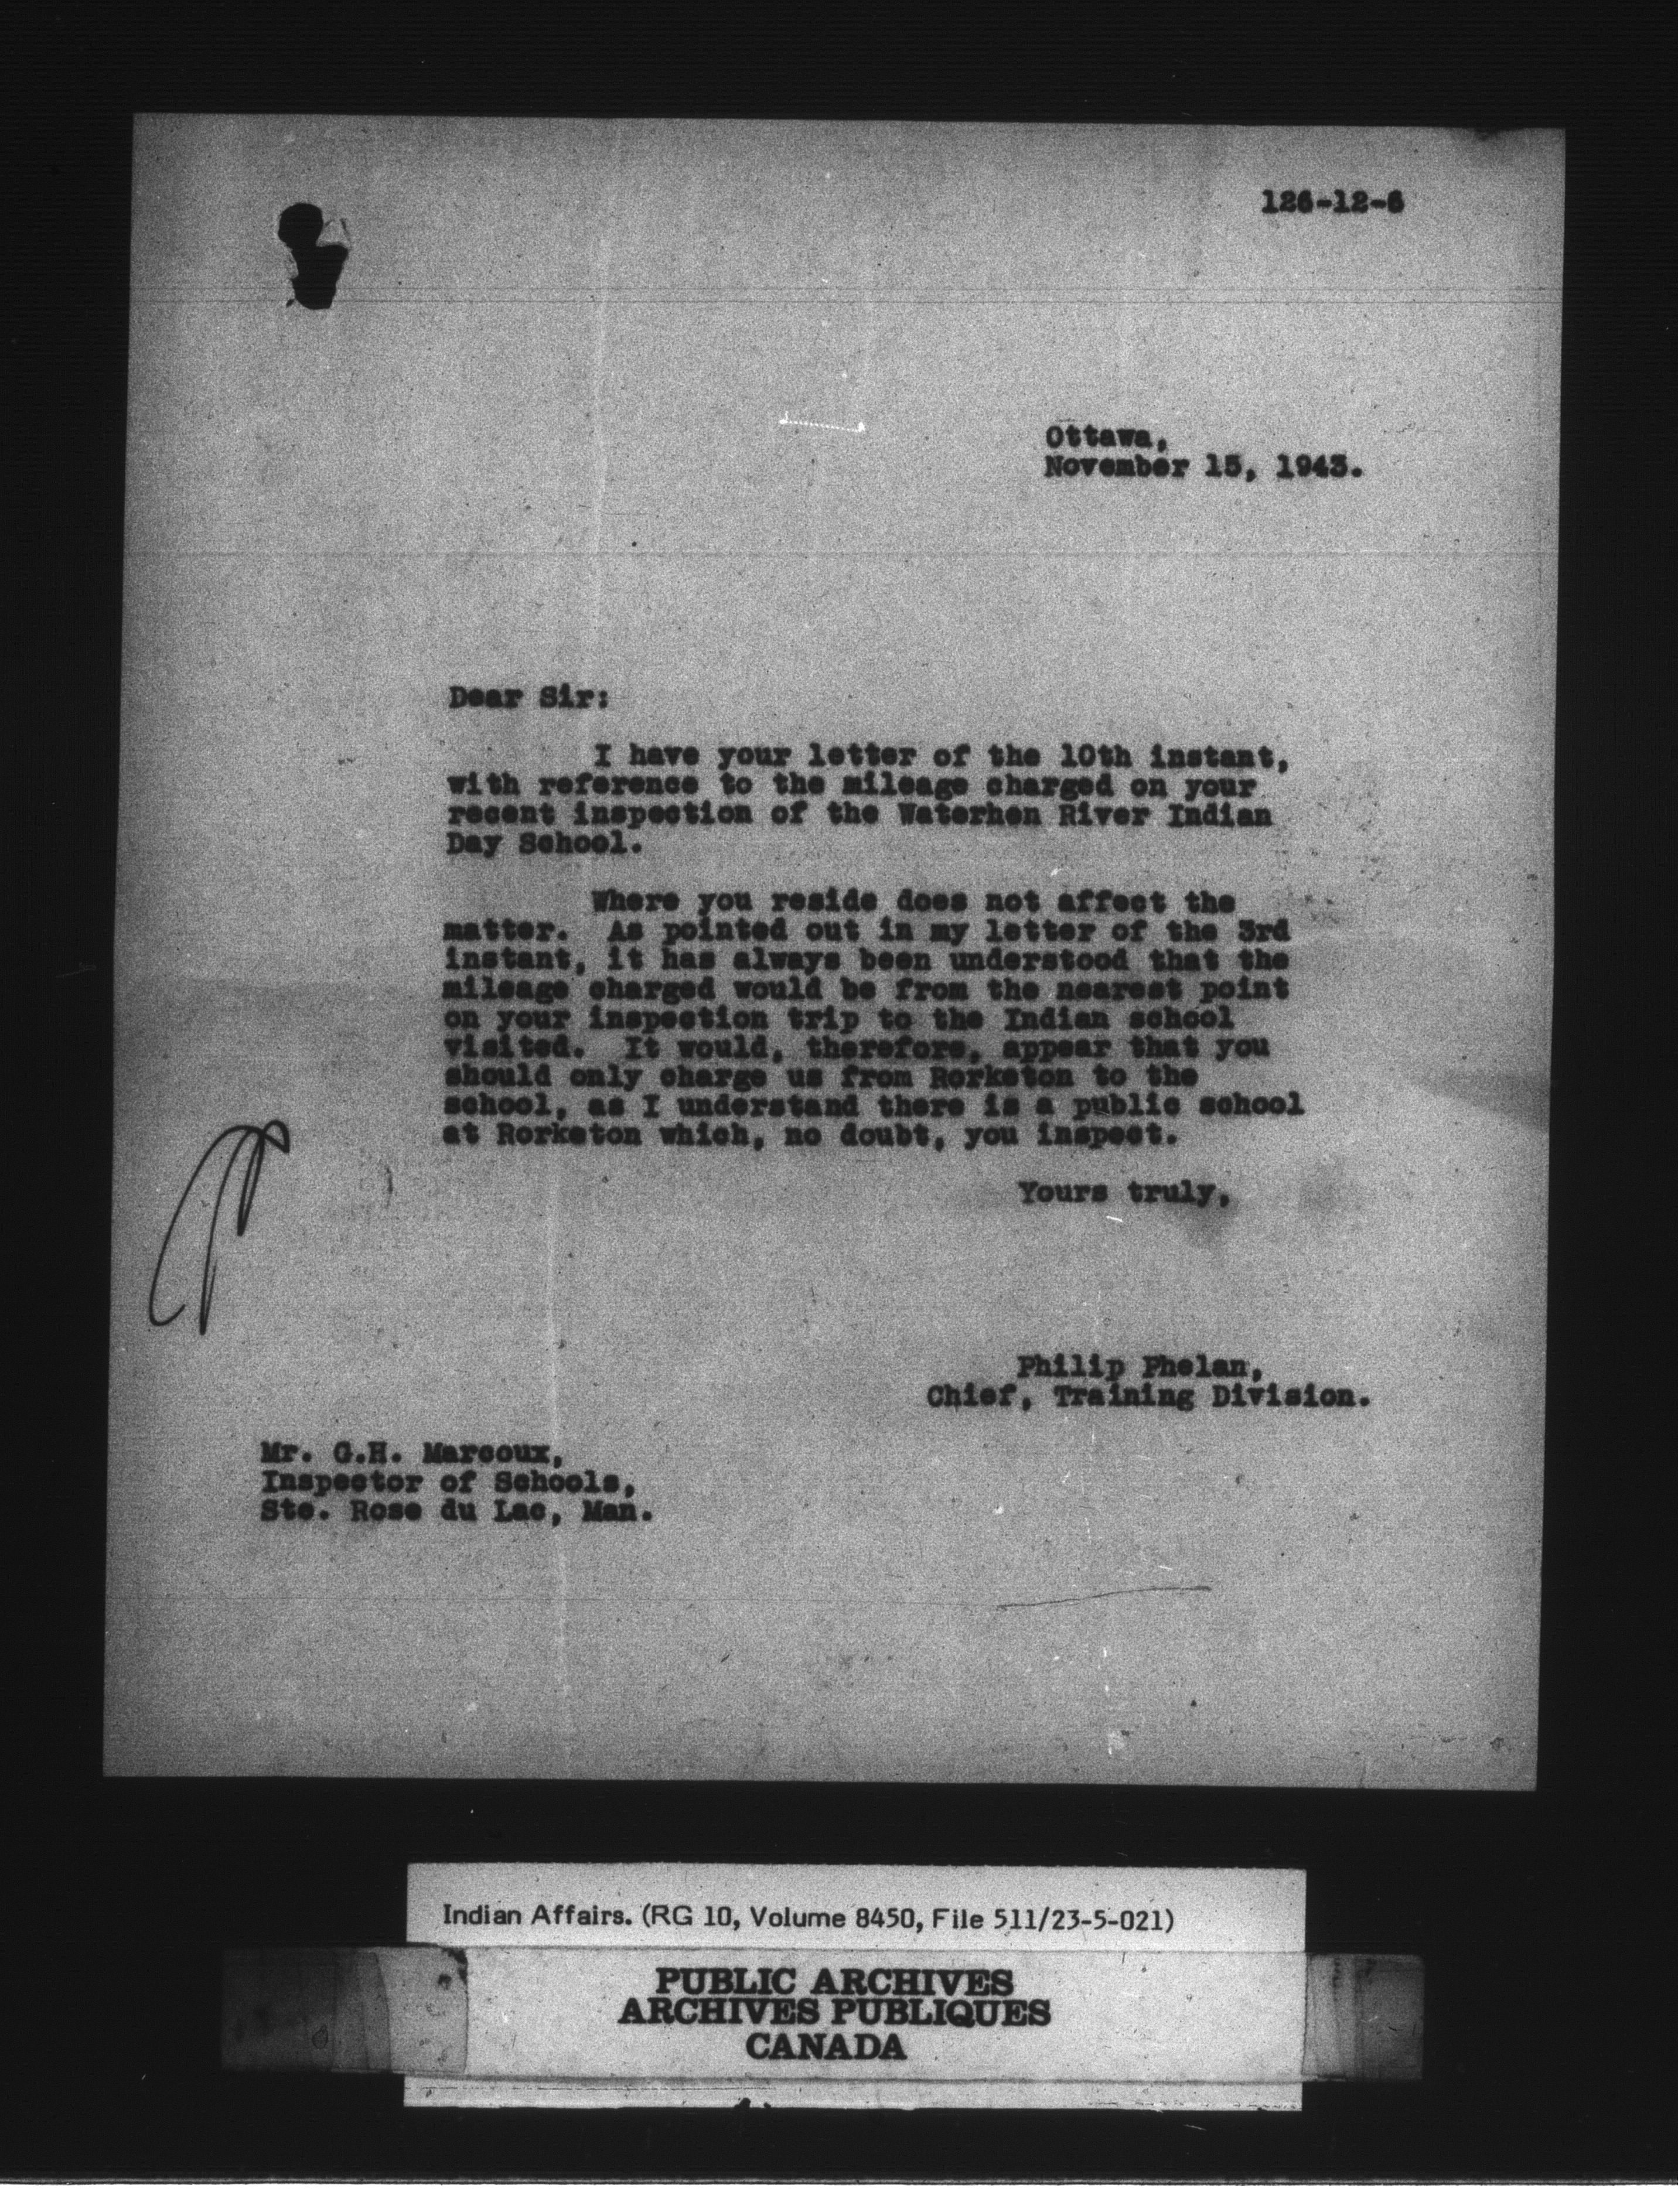 126-12-6
Ottawa,
November 15, 1943.
Dear Sir:
I have your letter of the 10th instant,
with reference to the mileage charged on your
recent inspection of the Waterhen River Indian
Day School.
Where you reside does not affect the
matter. As pointed out in my letter of the 3rd
instant, it has always been understood that the
mileage charged would be from the nearest point
on your inspection trip to the Indian school
visited. It would, therefore, appear that you
should only charge us from Rorketon to the
school, as I understand there is a public school
at Rorketon which, no doubt, you inspect.
Yours truly,
Philip Phelan,
Chief, Training Division.
Mr. G.H. Marcoux,
Inspector of Schools,
Ste. Rose du Lac, Man.
Indian Affairs. (RG 10, Volume 8450, File 511/23-5-021)
PUBLIC ARCHIVES
ARCHIVES PUBLIQUES
CANADA